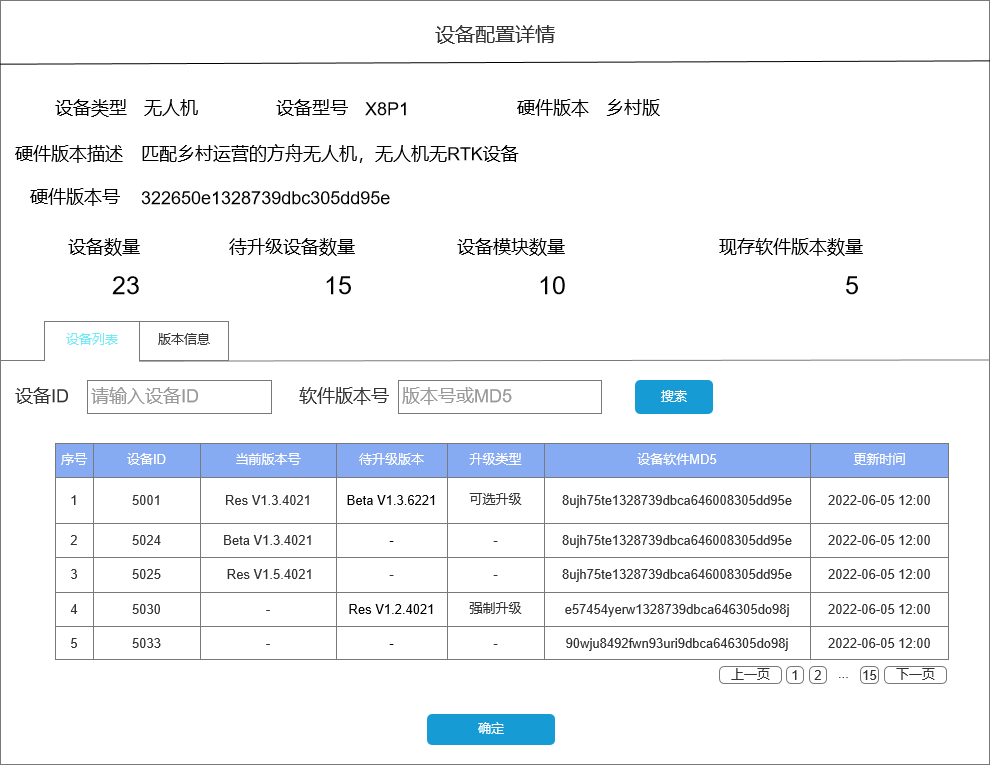 设备配置详情
设备类型 无人机 设备型号 X8P1 硬件版本 乡村版
硬件版本描述 匹配乡村运营的方舟无人机，无人机无RTK设备
硬件版本号 322650e1328739dbc305dd95e
设备数量 待升级设备数量 设备模块数量 现存软件版本数量
23 15 10 5
设备列表 版本信息
设备ID 请输入设备ID 软件版本号 版本号或MD5 搜索
序号 设备ID 当前版本号 待升级版本 升级类型 设备软件MD5 更新时间
1 5001 Res V1.3.4021 Beta V1.3.6221 可选升级 8ujh75te1328739dbca646008305dd95e 2022-06-05 12:00
2 5024 Beta V1.3.4021 - - 8ujh75te1328739dbca646008305dd95e 2022-06-05 12:00
3 5025 Res V1.5.4021 - - 8ujh75te1328739dbca646008305dd95e 2022-06-05 12:00
4 5030 - Res V1.2.4021 强制升级 e57454yerw1328739dbca646305do98j 2022-06-05 12:00
5 5033 - - - 90wju8492fwn93uri9dbca646305do98j 2022-06-05 12:00
上一页 1 2 ... 15 下一页
确定